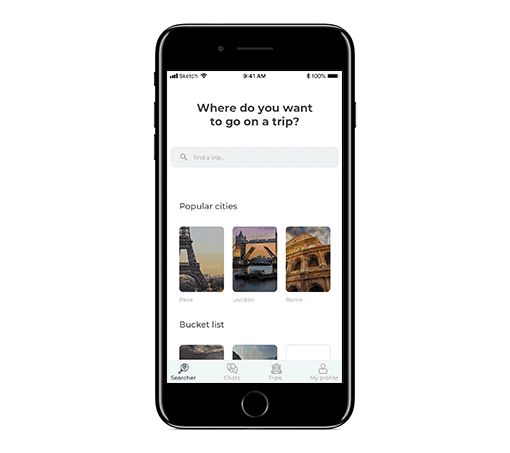 Sketch 9:41 AM 100%
Where do you want
to go on a trip?
find a trip...
Popular cities
Paris London Rome
Bucket list
Searcher Chats Trips My profile